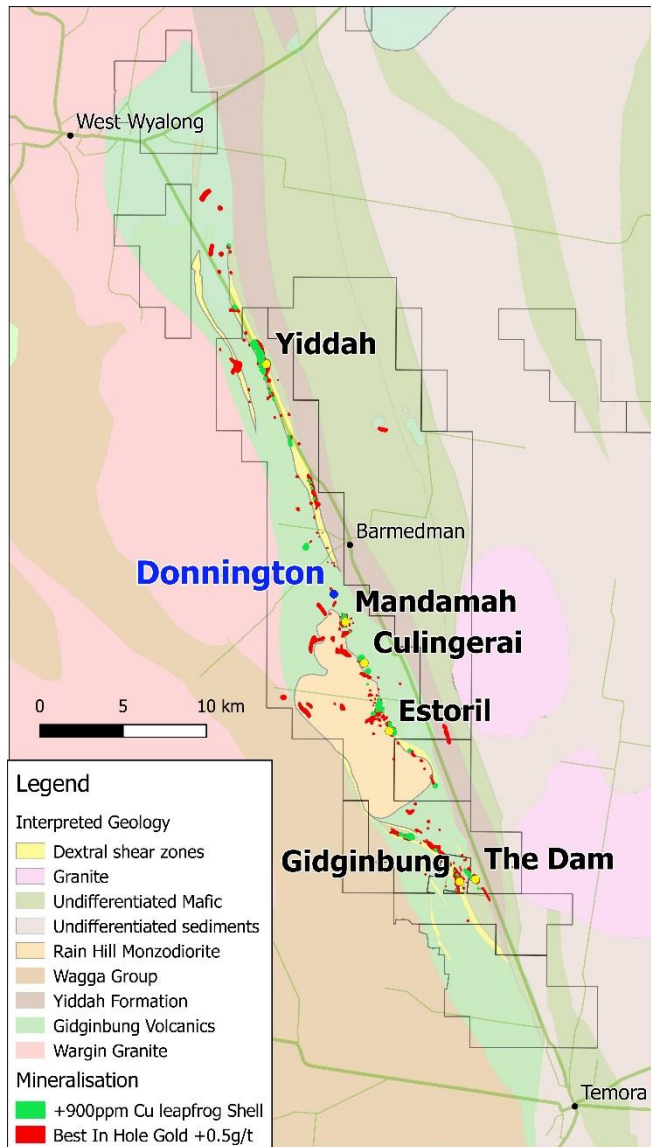 West Wyalong
Yiddah
Barmedman
Donnington
Mandamah
Culingerai
0 5 10 km
Estoril
Gidginbung
The Dam
Temora
Legend
Interpreted Geology
Dextral shear zones
Granite
Undifferentiated Mafic
Undifferentiated sediments
Rain Hill Monzodiorite
Wagga Group
Yiddah Formation
Gidginbung Volcanics
Wargin Granite
Mineralisation
+900ppm Cu leapfrog Shell
Best In Hole Gold +0.5g/t